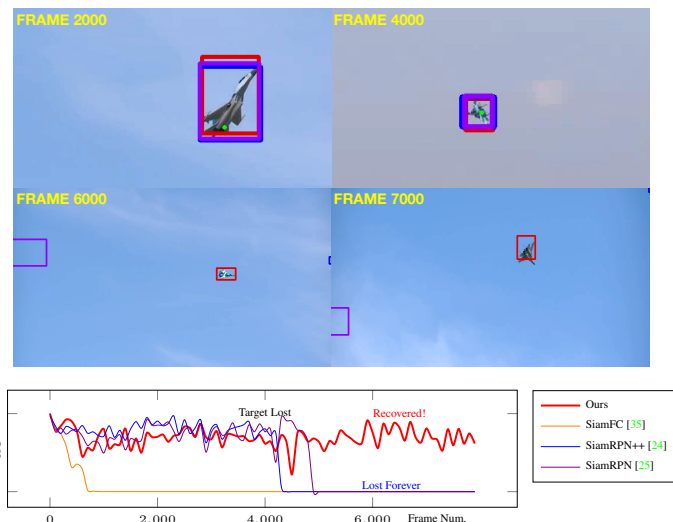 FRAME 2000
FRAME 4000
FRAME 6000
FRAME 7000
Target Lost
Recovered!
Lost Forever
0
2,000
4,000
6,000
Frame Num.
Ours
SiamFC [35]
SiamRPN++ [24]
SiamRPN [25]